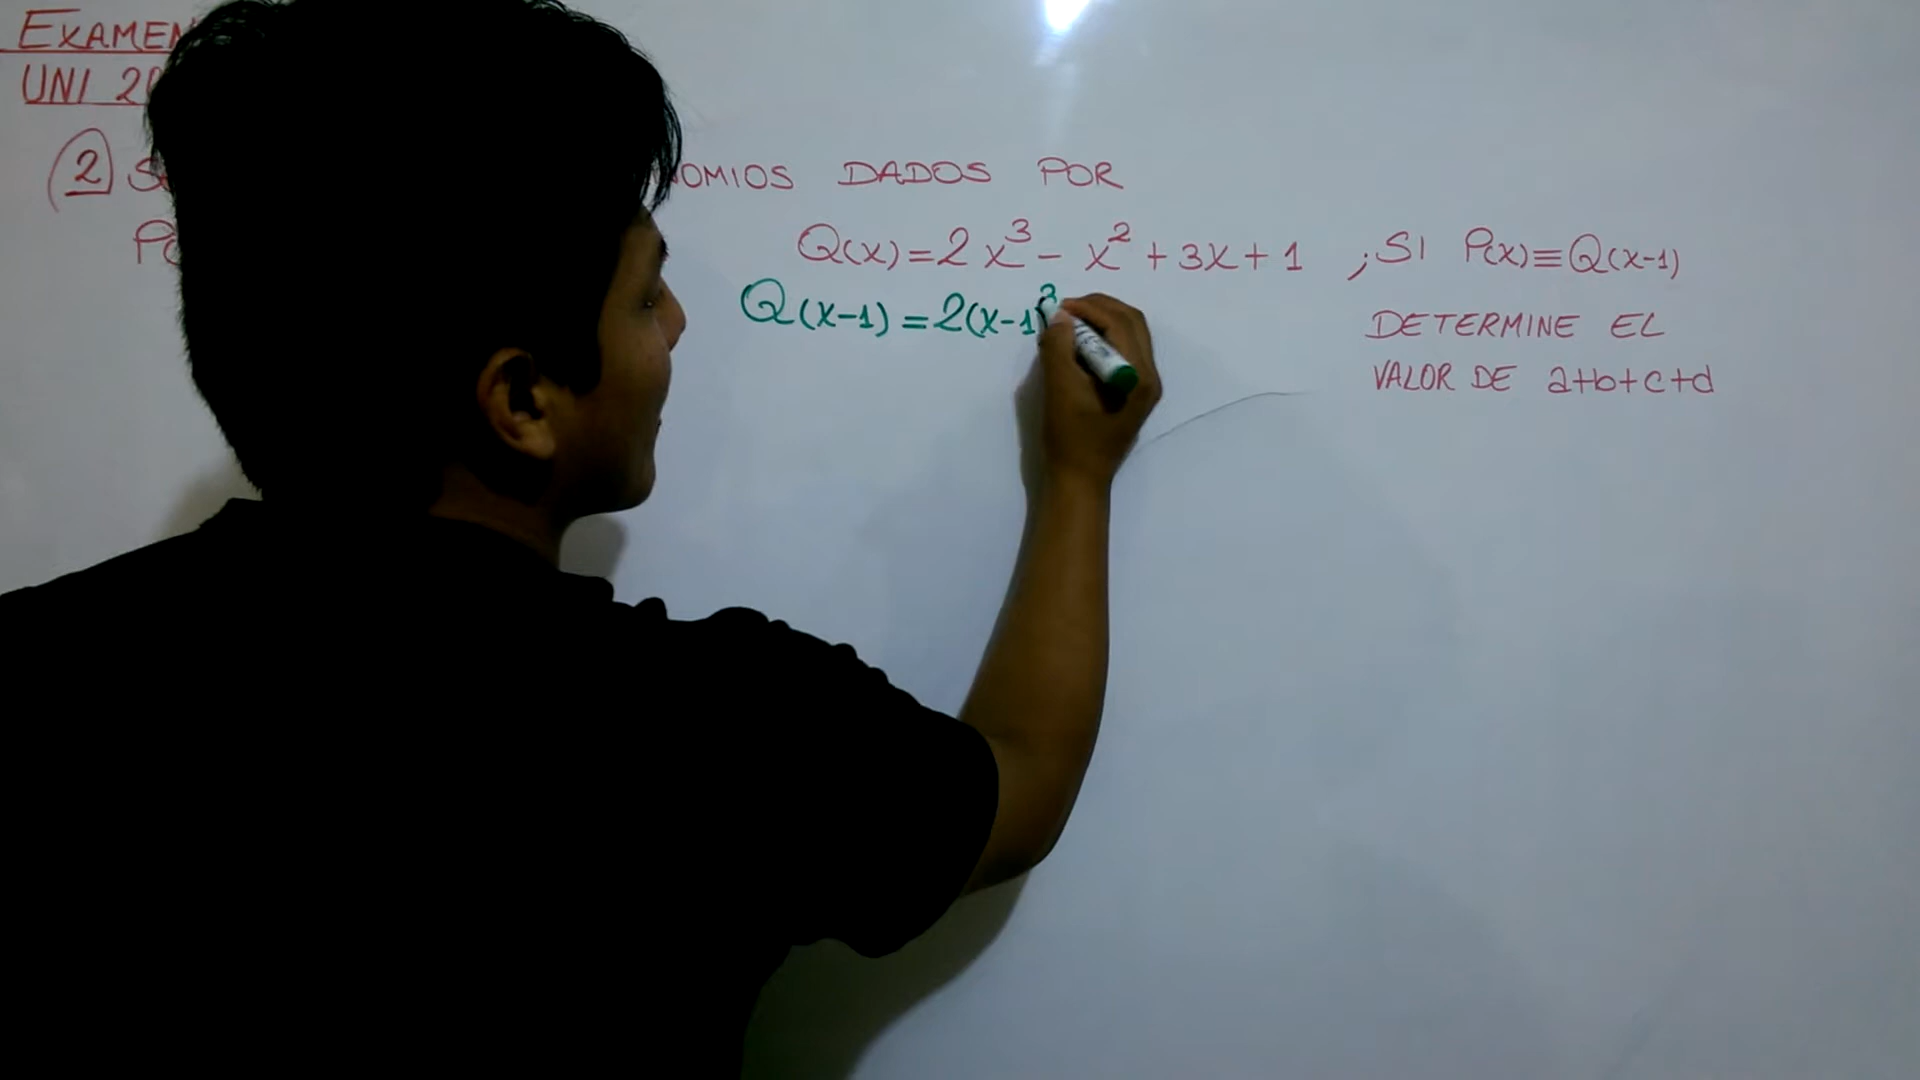 EXAMEN
UNI 20
2 NOMIOS DADOS POR
Q(x)=2x³- x²+3x+1 ; SI P(x)≡Q(x-1)
Q(x-1)=2(x-1)³
DETERMINE EL
VALOR DE a+b+c+d